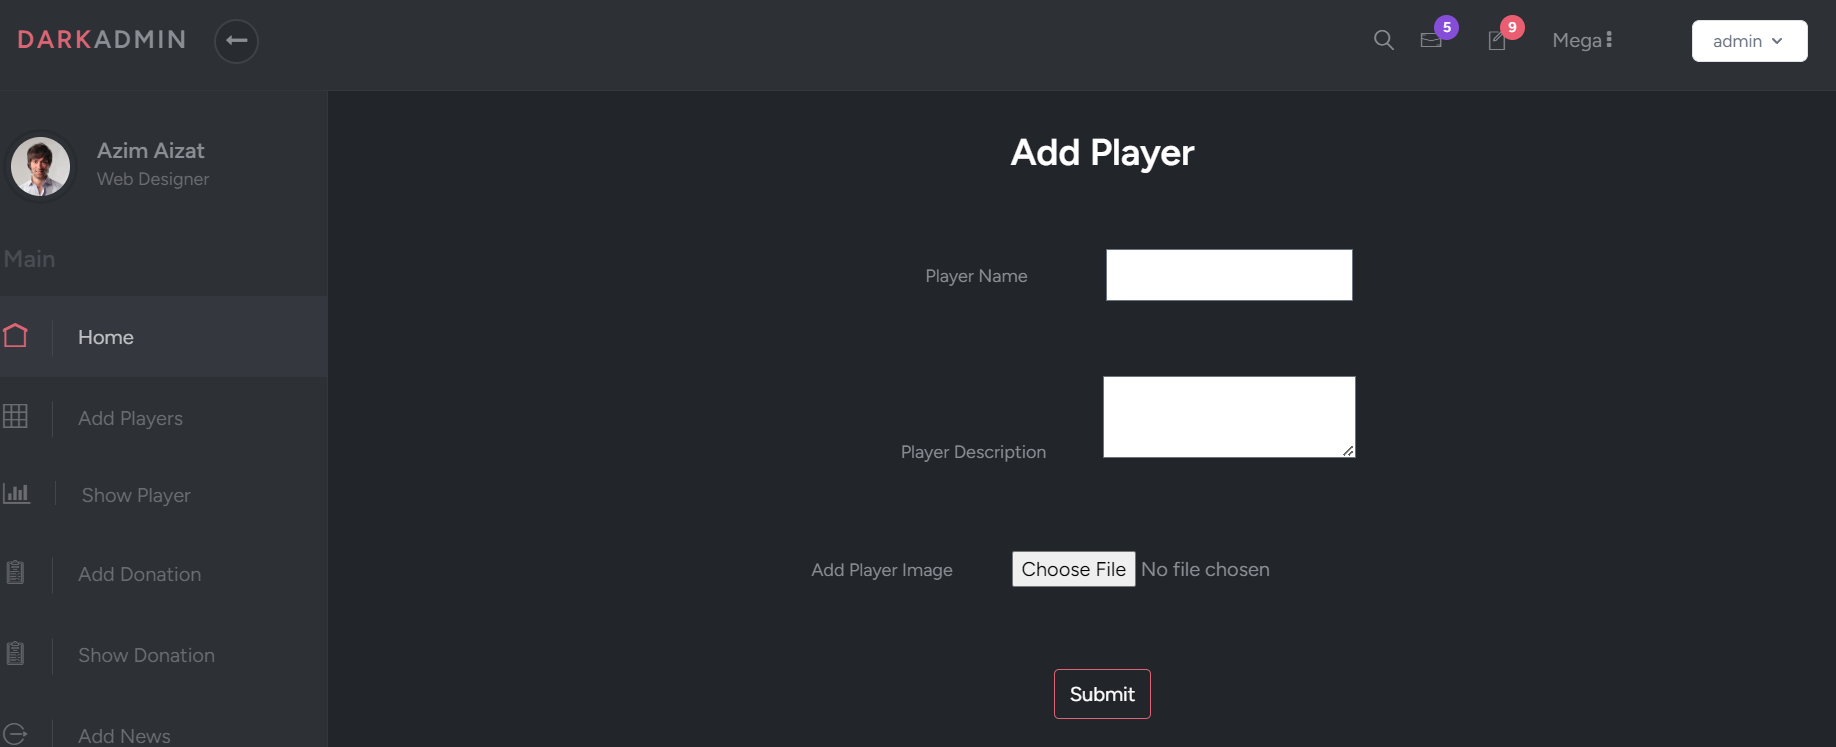 DARKADMIN
5
9
Mega
admin
Azim Aizat
Web Designer
Main
Home
Add Players
Show Player
Add Donation
Show Donation
Add News
Add Player
Player Name
Player Description
Add Player Image
Choose File No file chosen
Submit